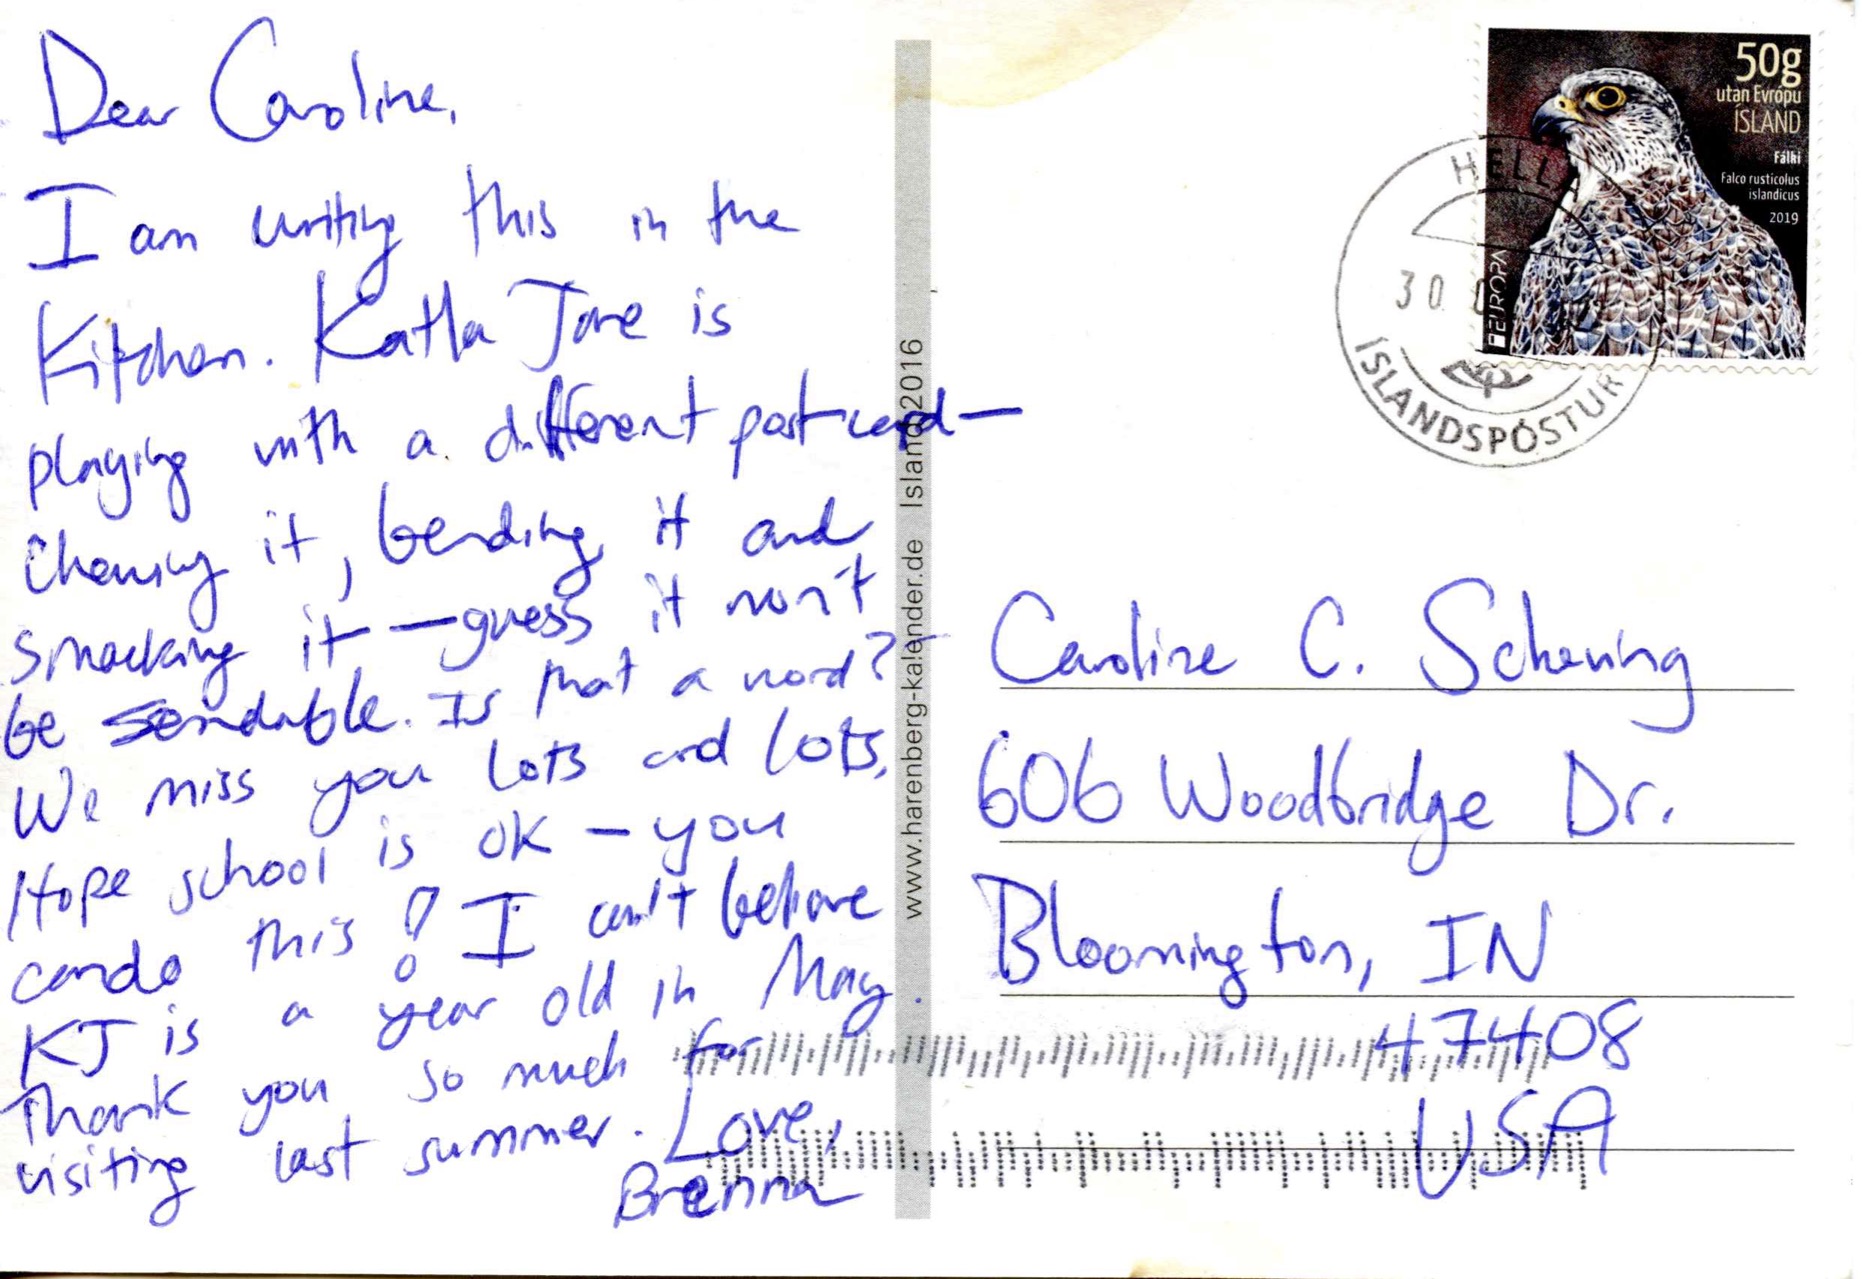 Dear Caroline,
I am writing this in the
Kitchen. Katla Jane is
playing with a different postcard—
Chewing it, bending it and
smacking it—guess it won't
be sendable. Is that a word?
We miss you lots and lots.
Hope school is ok — you
cando this! I can't believe
KJ is a year old in May.
Thank you so much for
visiting last summer. Love,
Brenna
www.harenberg-kalender.de Island 2016
50g
utan Evrópu
ÍSLAND
Fálki
Falco rusticolus
islandicus
2019
EUROPA
HELLA
30
ÍSLANDSPÓSTUR
Caroline C.
606 Woodbridge Dr.
Bloomington, IN
47408
USA